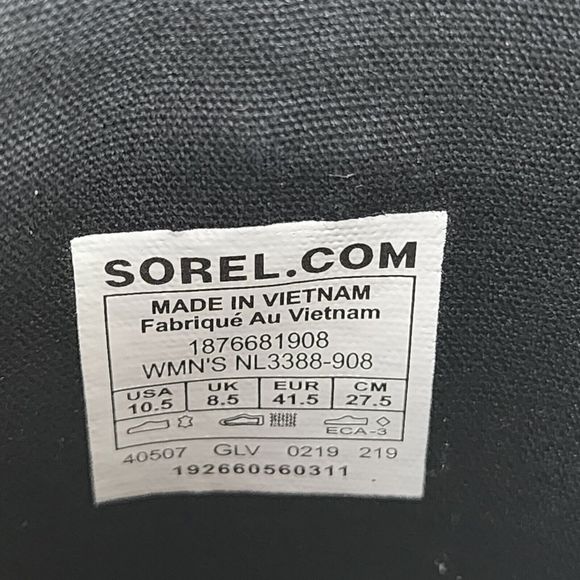 SOREL.COM
MADE IN VIETNAM
Fabriqué Au Vietnam
1876681908
WMN'S NL3388-908
USA UK EUR CM
10.5 8.5 41.5 27.5
ECA-3
40507 GLV 0219 219
192660560311